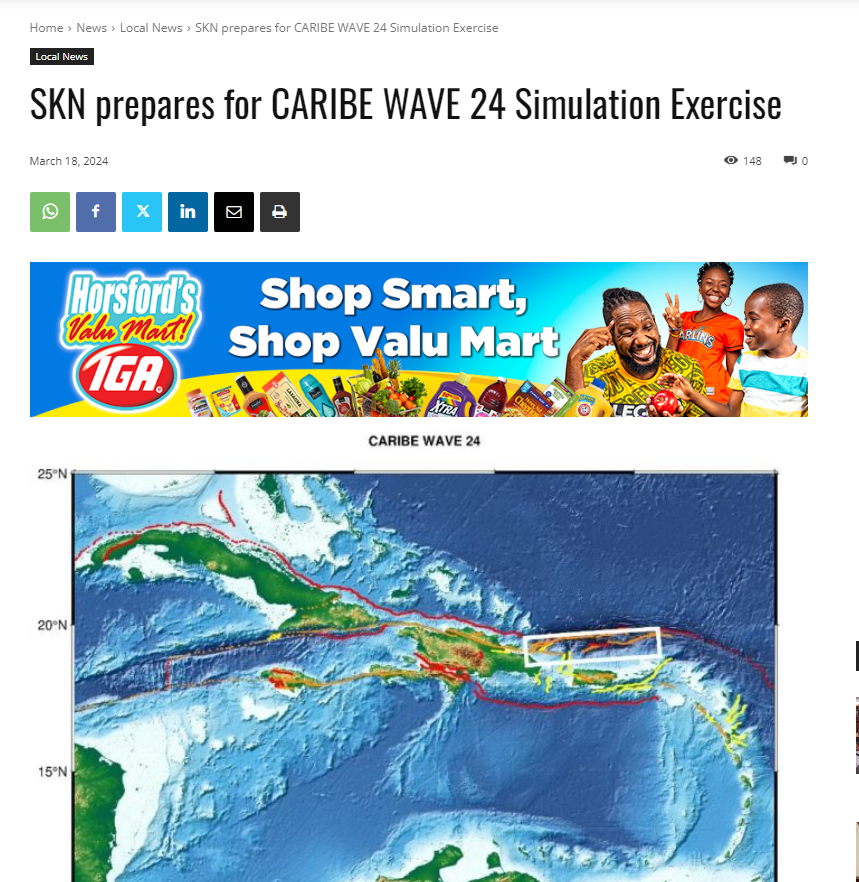 Home › News › Local News › SKN prepares for CARIBE WAVE 24 Simulation Exercise
Local News
SKN prepares for CARIBE WAVE 24 Simulation Exercise
March 18, 2024
148
0
f
X
in
Horsford's
Valu Mart!
IGA
Shop Smart,
Shop Valu Mart
XTRA
CARIBE WAVE 24
25°N
20°N
15°N